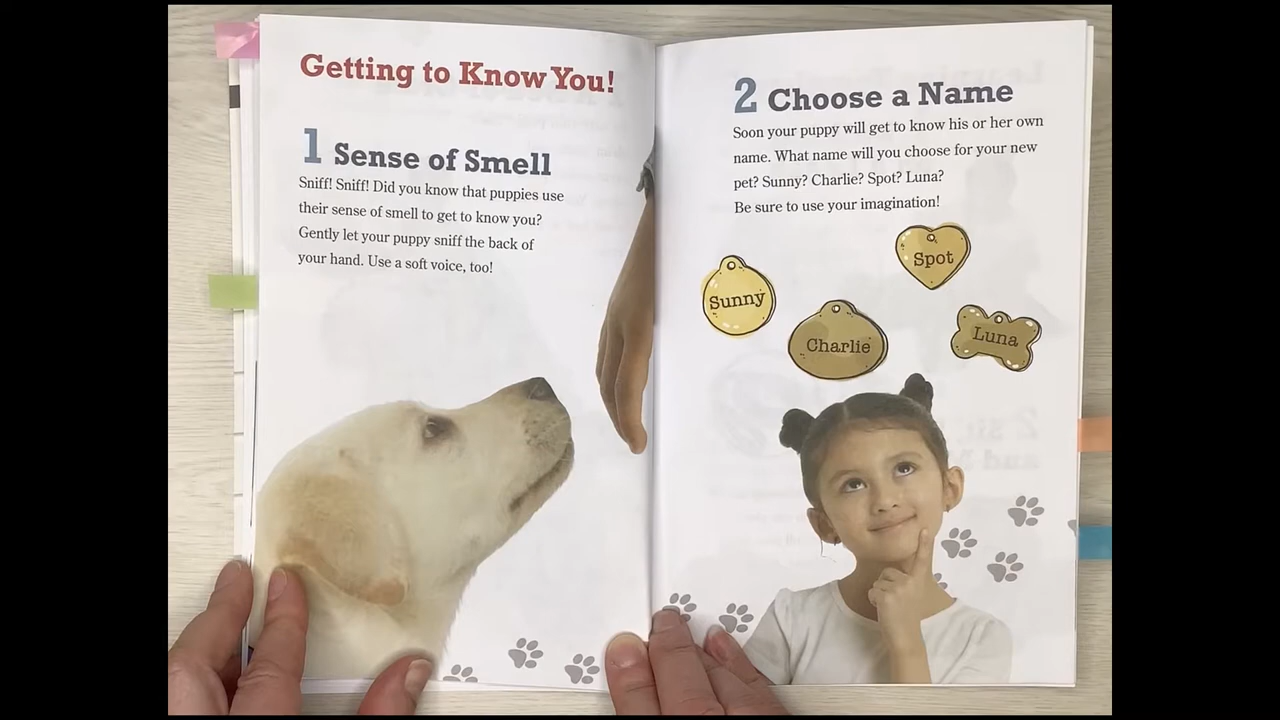 Getting to Know You!
1 Sense of Smell
Sniff! Sniff! Did you know that puppies use
their sense of smell to get to know you?
Gently let your puppy sniff the back of
your hand. Use a soft voice, too!
2 Choose a Name
Soon your puppy will get to know his or her own
name. What name will you choose for your new
pet? Sunny? Charlie? Spot? Luna?
Be sure to use your imagination!
Spot
Sunny
Charlie
Luna